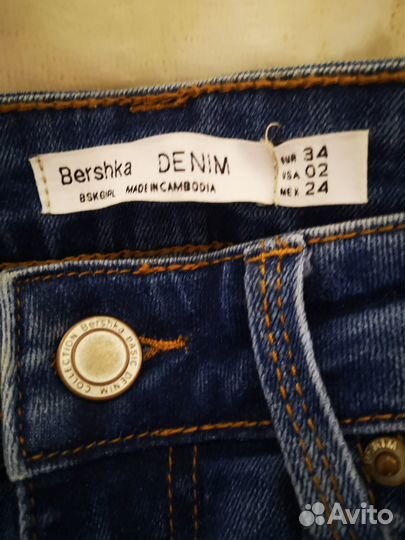 Bershka DENIM
BSKGIRL MADE IN CAMBODIA
EUR 34
USA 02
MEX 24
Bershka BASIC DENIM COLLECTION
Avito